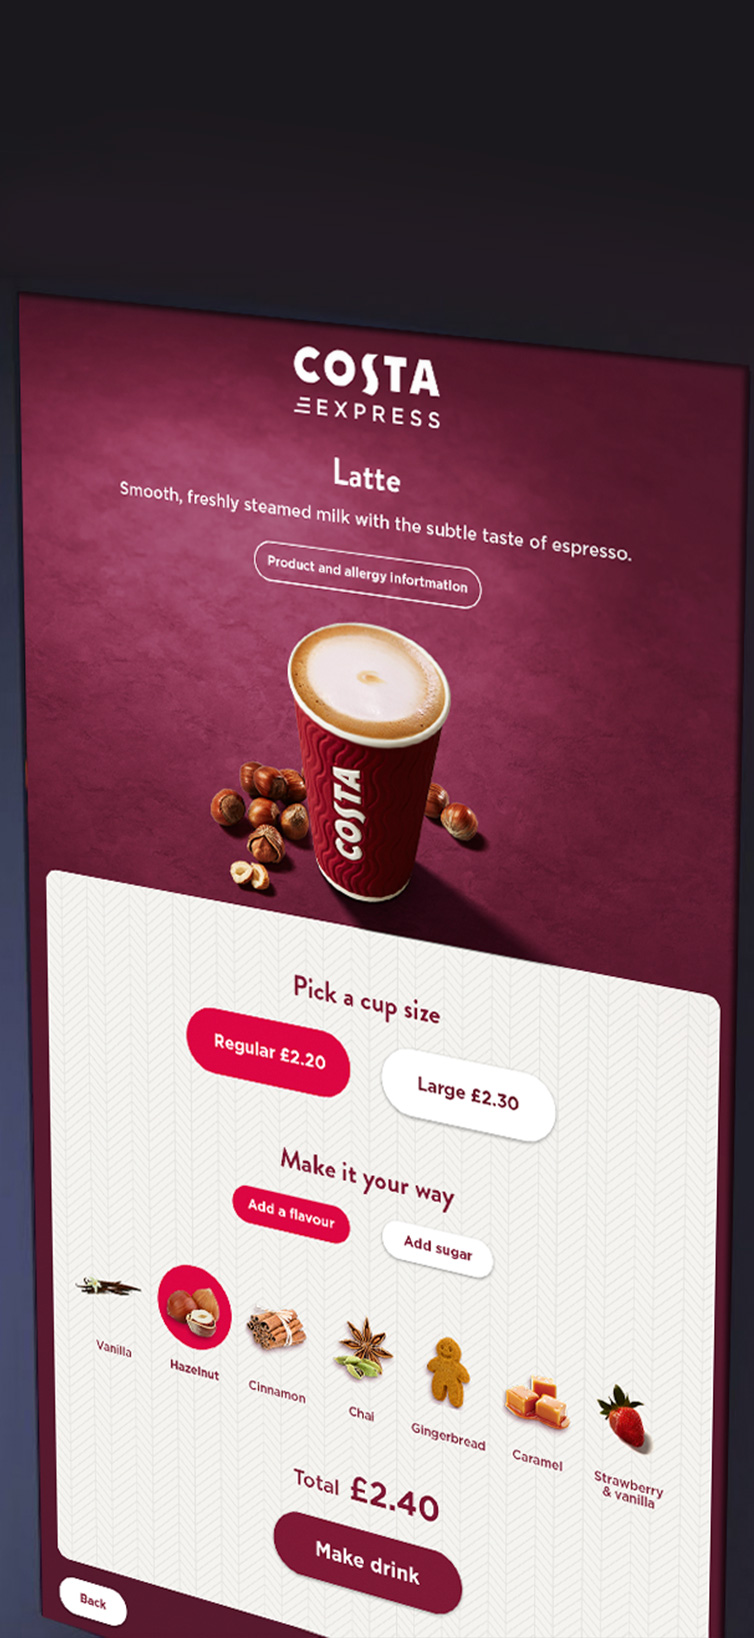 COSTA
EXPRESS
Latte
Smooth, freshly steamed milk with the subtle taste of espresso.
Product and allergy infortmation
COSTA
Pick a cup size
Regular £2.20
Large £2.30
Make it your way
Add a flavour
Add sugar
Vanilla
Hazelnut
Cinnamon
Chai
Gingerbread
Caramel
Strawberry
& vanilla
Total £2.40
Make drink
Back